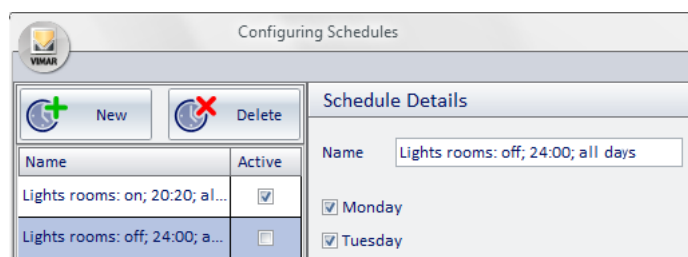 Configuring Schedules
VIMAR
New
Delete
Schedule Details
Name
Active
Name
Lights rooms: off; 24:00; all days
Lights rooms: on; 20:20; al...
Monday
Lights rooms: off; 24:00; a...
Tuesday